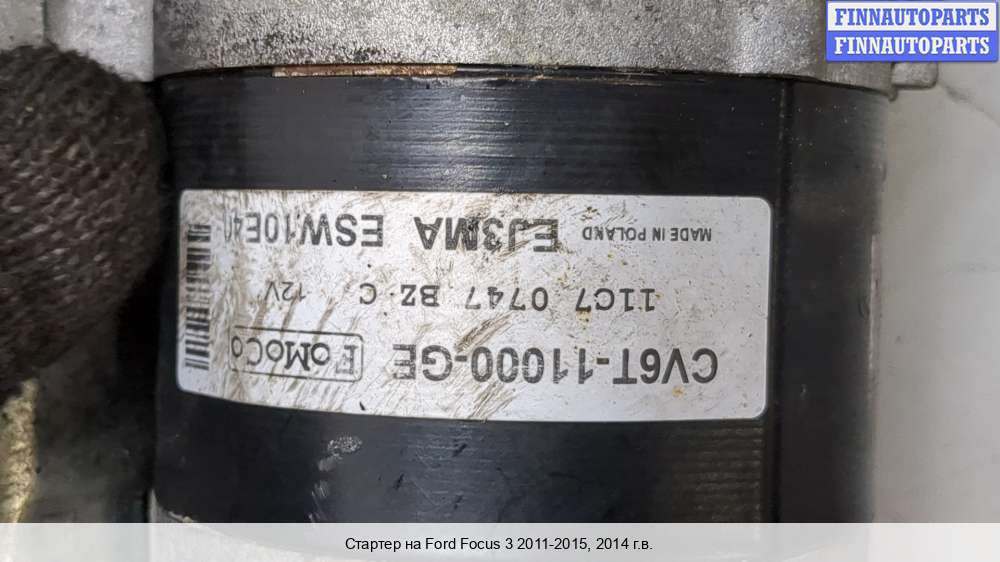 FINNAUTOPARTS
FINNAUTOPARTS
CV6T-11000-GE FoMoCo
11C7 0747 BZ-C 12V
MADE IN POLAND EJ3MA ESW10E40
Стартер на Ford Focus 3 2011-2015, 2014 г.в.